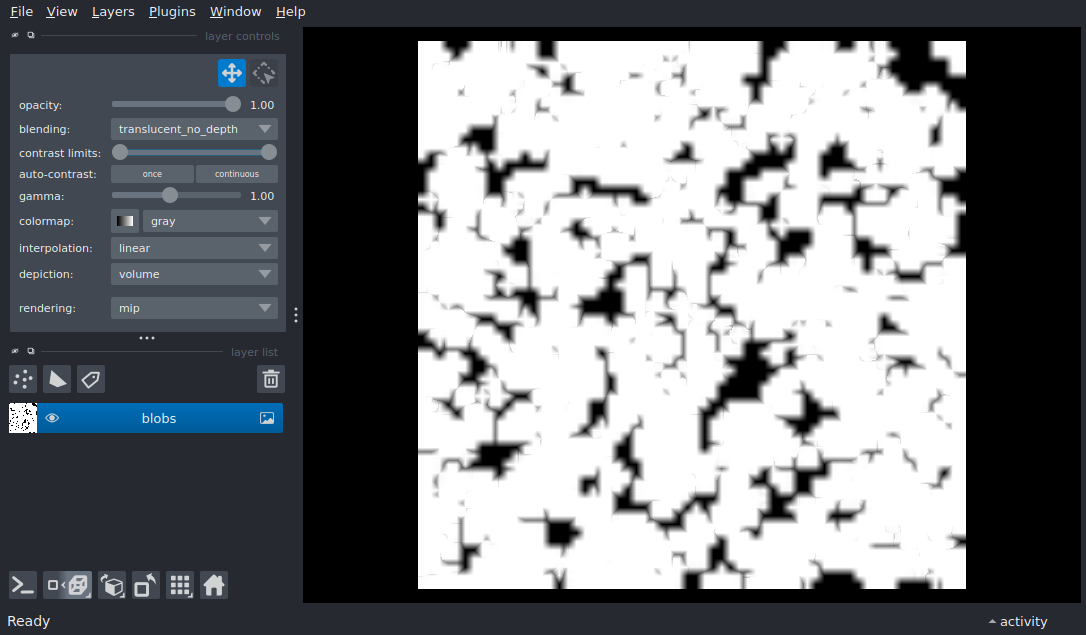 File View Layers Plugins Window Help
layer controls
opacity: 1.00
blending: translucent_no_depth
contrast limits:
auto-contrast: once continuous
gamma: 1.00
colormap: gray
interpolation: linear
depiction: volume
rendering: mip
layer list
blobs
Ready activity